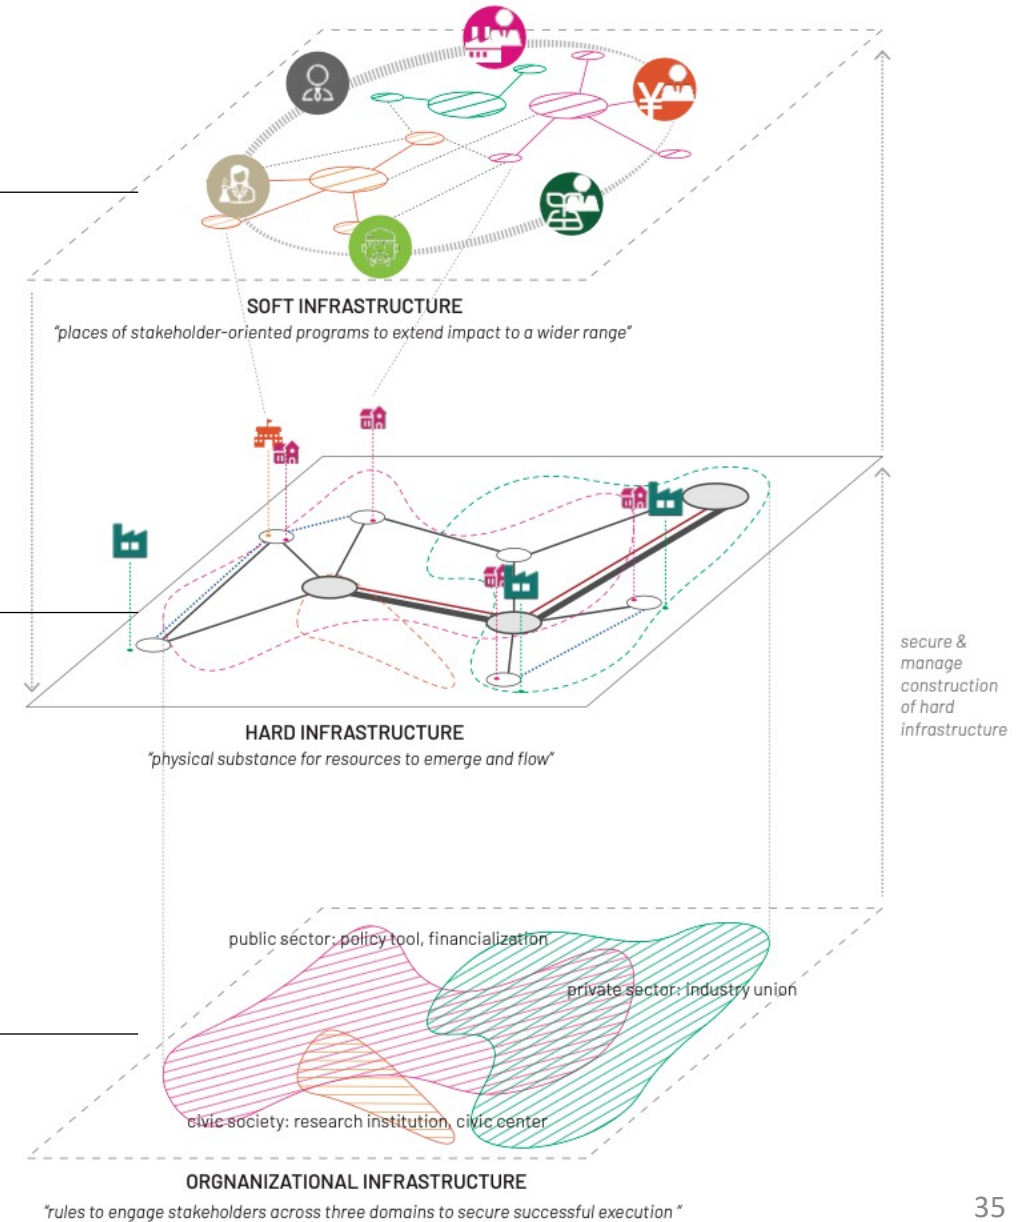 ¥
SOFT INFRASTRUCTURE
"places of stakeholder-oriented programs to extend impact to a wider range"
secure &
manage
construction
of hard
infrastructure
HARD INFRASTRUCTURE
"physical substance for resources to emerge and flow"
public sector: policy tool, financialization
private sector: industry union
civic society: research institution, civic center
ORGNANIZATIONAL INFRASTRUCTURE
"rules to engage stakeholders across three domains to secure successful execution "
35